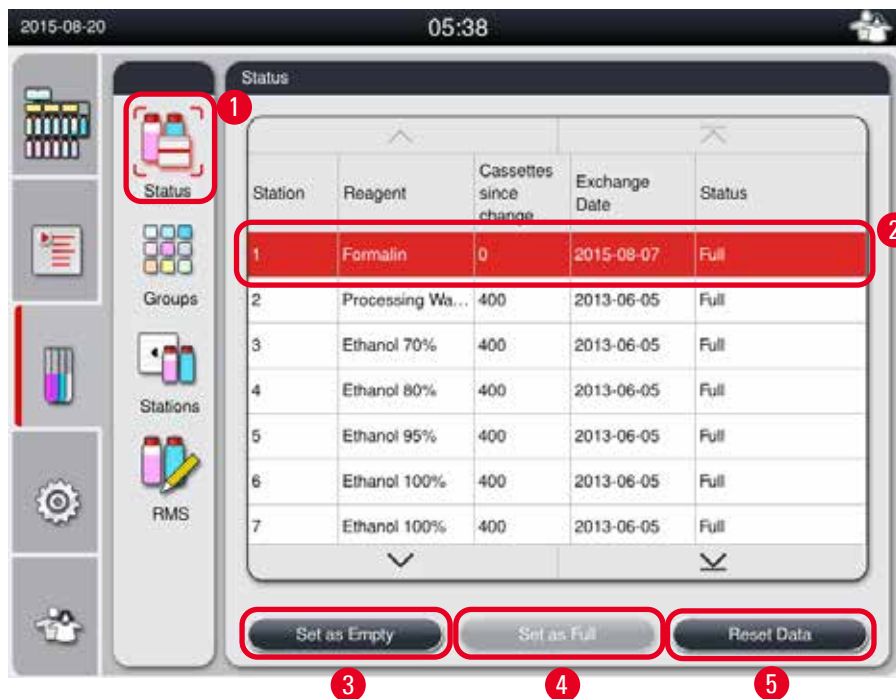 2015-08-20 05:38
Status
1
Station Reagent Cassettes since change Exchange Date Status
2
1 Formalin 0 2015-08-07 Full
2 Processing Wa... 400 2013-06-05 Full
3 Ethanol 70% 400 2013-06-05 Full
4 Ethanol 80% 400 2013-06-05 Full
5 Ethanol 95% 400 2013-06-05 Full
6 Ethanol 100% 400 2013-06-05 Full
7 Ethanol 100% 400 2013-06-05 Full
Status
Groups
Stations
RMS
Set as Empty Set as Full Reset Data
3 4 5